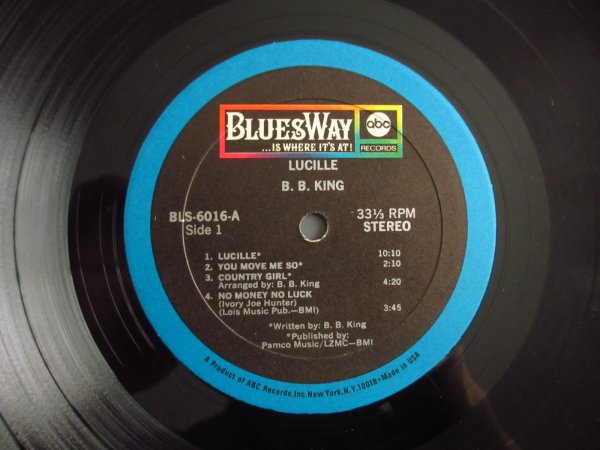 BLUESWAY
...IS WHERE IT'S AT!
abc
RECORDS
LUCILLE
B. B. KING
BLS-6016-A
Side 1
33⅓ RPM
STEREO
1. LUCILLE* 10:10
2. YOU MOVE ME SO* 2:10
3. COUNTRY GIRL*
Arranged by: B. B. King 4:20
4. NO MONEY NO LUCK
(Ivory Joe Hunter)
(Lois Music Pub.—BMI) 3:45
*Written by: B. B. King
*Published by:
Pamco Music/LZMC—BMI
A Product of ABC Records, Inc. New York, N.Y. 10019 • Made in USA